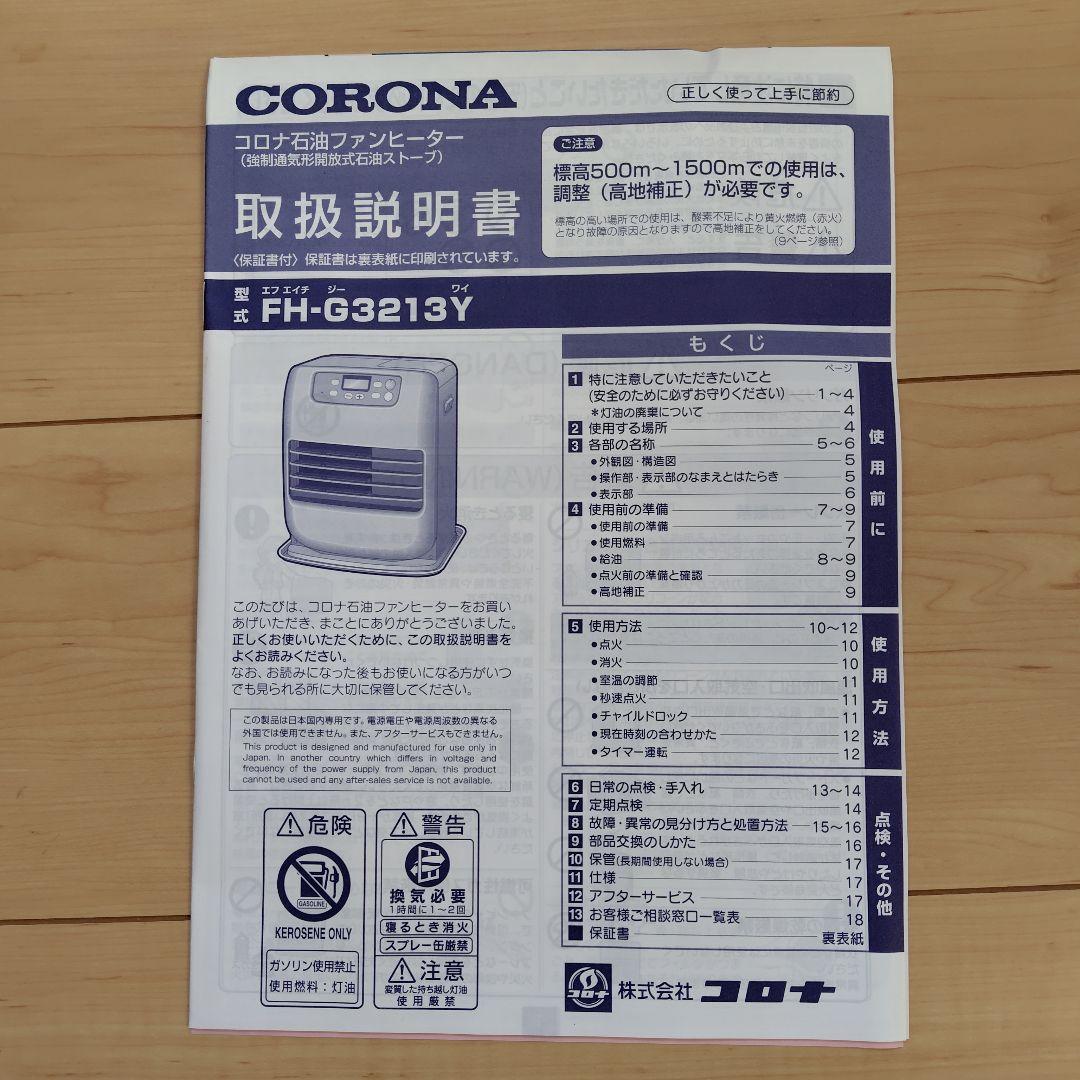 CORONA
正しく使って上手に節約
コロナ石油ファンヒーター
(強制通気形開放式石油ストーブ)
取扱説明書
〈保証書付〉保証書は裏表紙に印刷されています。
ご注意
標高500m～1500mでの使用は、
調整(高地補正)が必要です。
標高の高い場所での使用は、酸素不足により黄火燃焼(赤火)
となり故障の原因となりますので高地補正をしてください。
(9ページ参照)
型式
エフ エイチ ジー ワイ
FH-G3213Y
もくじ
ページ
1 特に注意していただきたいこと
(安全のために必ずお守りください) 1～4
＊灯油の廃棄について 4
2 使用する場所 4
3 各部の名称 5～6
●外観図・構造図 5
●操作部・表示部のなまえとはたらき 5
●表示部 6
4 使用前の準備 7～9
●使用前の準備 7
●使用燃料 7
●給油 8～9
●点火前の準備と確認 9
●高地補正 9
使用前に
5 使用方法 10～12
●点火 10
●消火 10
●室温の調節 11
●秒速点火 11
●チャイルドロック 11
●現在時刻の合わせかた 12
●タイマー運転 12
使用方法
6 日常の点検・手入れ 13～14
7 定期点検 14
8 故障・異常の見分け方と処置方法 15～16
9 部品交換のしかた 16
10 保管(長期間使用しない場合) 17
11 仕様 17
12 アフターサービス 17
13 お客様ご相談窓口一覧表 18
■ 保証書 裏表紙
点検・その他
このたびは、コロナ石油ファンヒーターをお買い
あげいただき、まことにありがとうございました。
正しくお使いいただくために、この取扱説明書を
よくお読みください。
なお、お読みになった後もお使いになる方がいつ
でも見られる所に大切に保管してください。
この製品は日本国内専用です。電源電圧や電源周波数の異なる
外国では使用できません。また、アフターサービスもできません。
This product is designed and manufactured for use only in
Japan. In another country which differs in voltage and
frequency of the power supply from Japan, this product
cannot be used and any after-sales service is not available.
危険
GASOLINE
KEROSENE ONLY
ガソリン使用禁止
使用燃料：灯油
警告
換気必要
1時間に1～2回
寝るとき消火
スプレー缶厳禁
注意
変質した持ち越し灯油
使用厳禁
コロナ
株式会社 コロナ